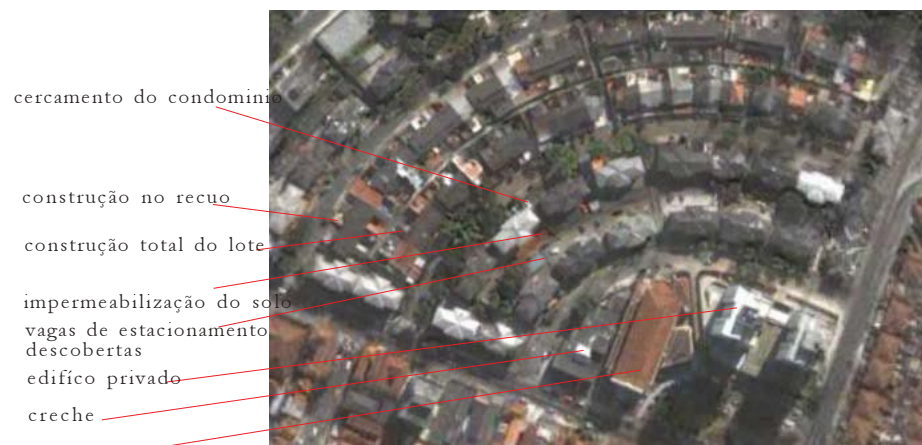 cercamento do condominio
construção no recuo
construção total do lote
impermeabilização do solo
vagas de estacionamento
descobertas
edifíco privado
creche